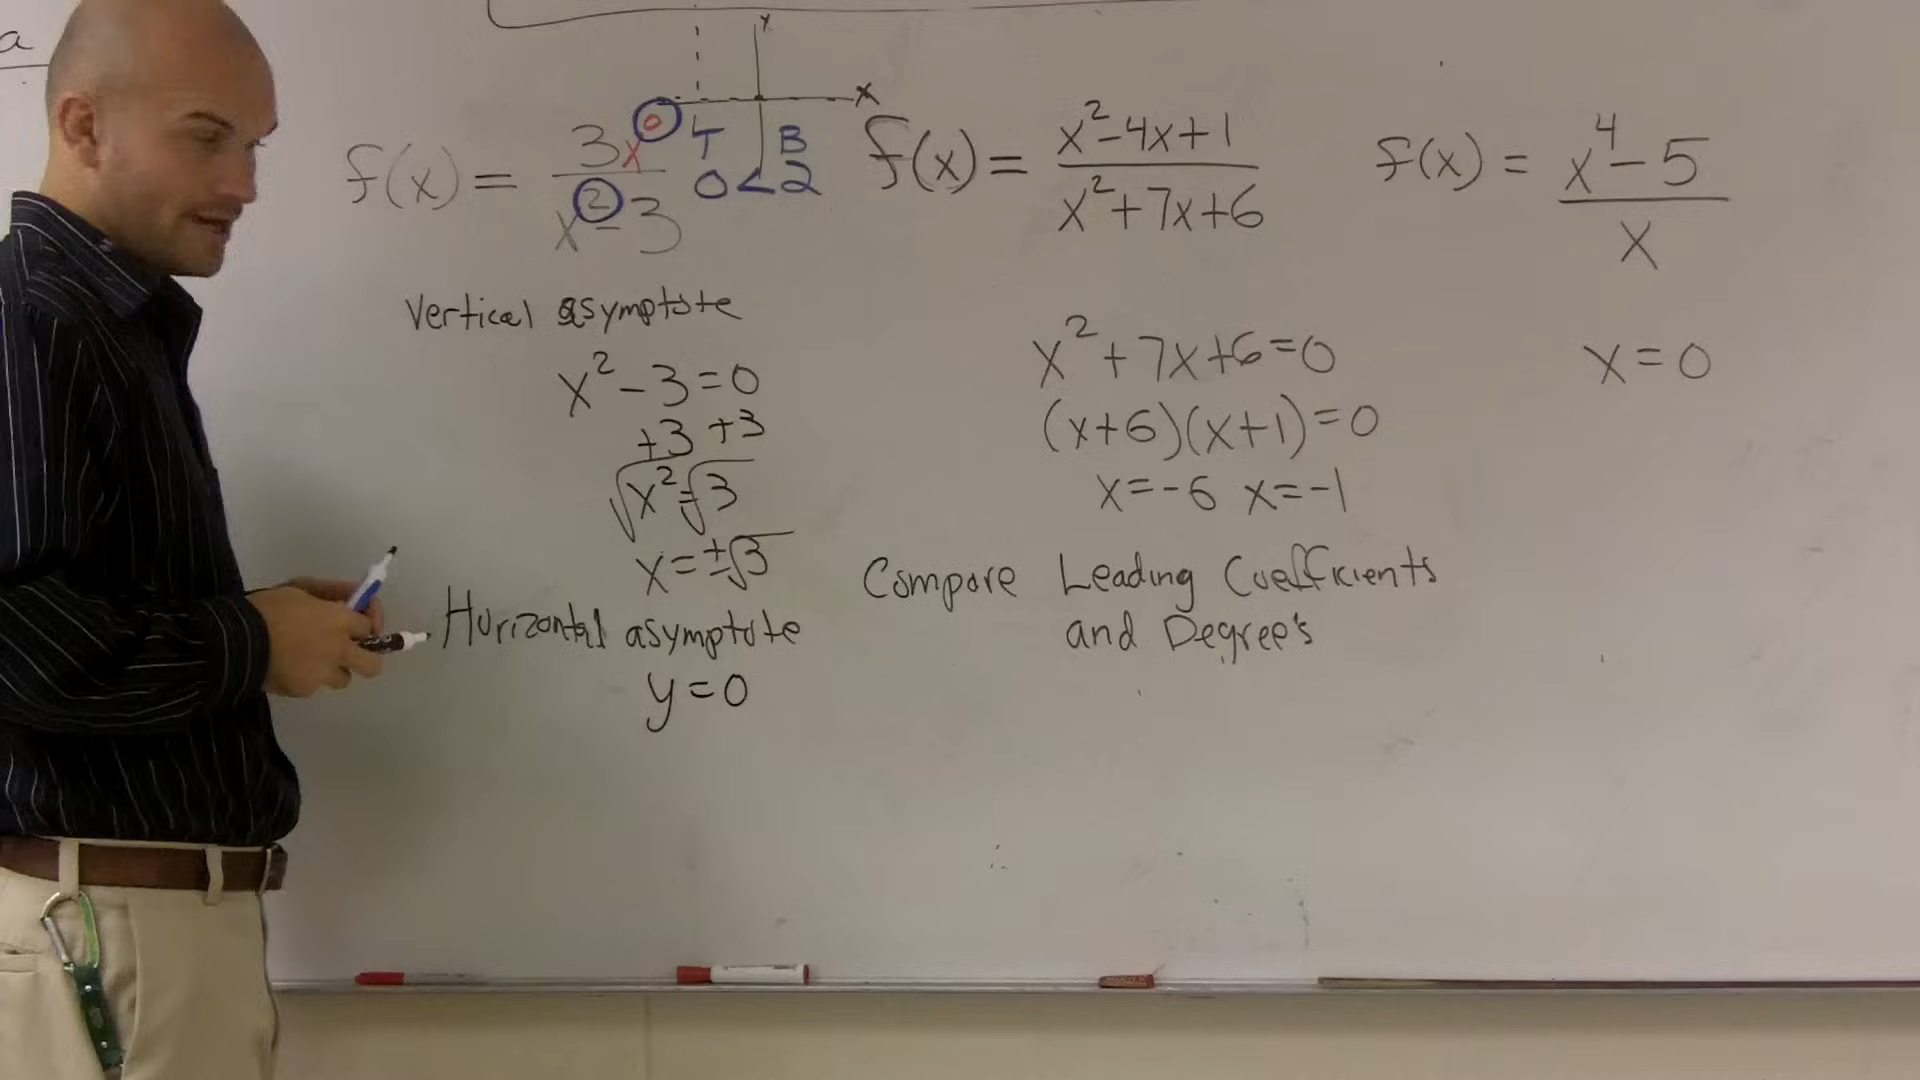 a
y
x
f(x) = 3x⁰ / x² - 3
T B
0 < 2
f(x) = x² - 4x + 1 / x² + 7x + 6
f(x) = x⁴ - 5 / x
Vertical asymptote
x² - 3 = 0
+3 +3
√x² = √3
x = ±√3
Horizontal asymptote
y = 0
x² + 7x + 6 = 0
(x+6)(x+1) = 0
x = -6 x = -1
Compare Leading Coefficients
and Degree's
x = 0